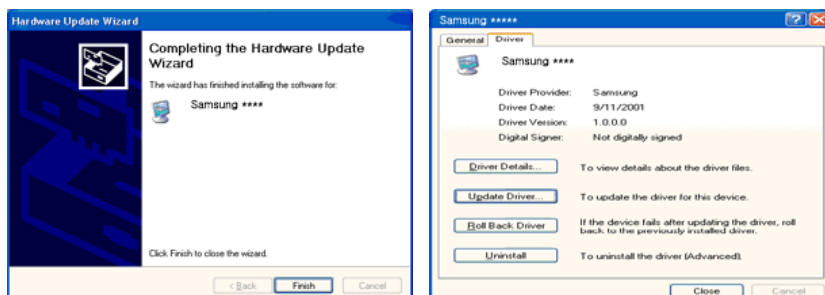 Hardware Update Wizard
Completing the Hardware Update
Wizard
The wizard has finished installing the software for:
Samsung ****
Click Finish to close the wizard.
< Back
Finish
Cancel
Samsung *****
General
Driver
Samsung ****
Driver Provider: Samsung
Driver Date: 9/11/2001
Driver Version: 1.0.0.0
Digital Signer: Not digitally signed
Driver Details... To view details about the driver files.
Update Driver... To update the driver for this device.
Roll Back Driver If the device fails after updating the driver, roll
back to the previously installed driver.
Uninstall To uninstall the driver (Advanced).
Close
Cancel